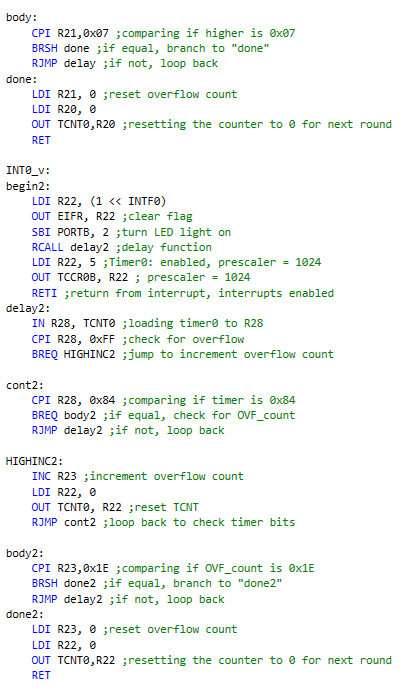 body:
CPI R21,0x07 ;comparing if higher is 0x07
BRSH done ;if equal, branch to "done"
RJMP delay ;if not, loop back
done:
LDI R21, 0 ;reset overflow count
LDI R20, 0
OUT TCNT0,R20 ;resetting the counter to 0 for next round
RET
INT0_v:
begin2:
LDI R22, (1 << INTF0)
OUT EIFR, R22 ;clear flag
SBI PORTB, 2 ;turn LED light on
RCALL delay2 ;delay function
LDI R22, 5 ;Timer0: enabled, prescaler = 1024
OUT TCCR0B, R22 ; prescaler = 1024
RETI ;return from interrupt, interrupts enabled
delay2:
IN R28, TCNT0 ;loading timer0 to R28
CPI R28, 0xFF ;check for overflow
BREQ HIGHINC2 ;jump to increment overflow count
cont2:
CPI R28, 0x84 ;comparing if timer is 0x84
BREQ body2 ;if equal, check for OVF_count
RJMP delay2 ;if not, loop back
HIGHINC2:
INC R23 ;increment overflow count
LDI R22, 0
OUT TCNT0, R22 ;reset TCNT
RJMP cont2 ;loop back to check timer bits
body2:
CPI R23,0x1E ;comparing if OVF_count is 0x1E
BRSH done2 ;if equal, branch to "done2"
RJMP delay2 ;if not, loop back
done2:
LDI R23, 0 ;reset overflow count
LDI R22, 0
OUT TCNT0,R22 ;resetting the counter to 0 for next round
RET